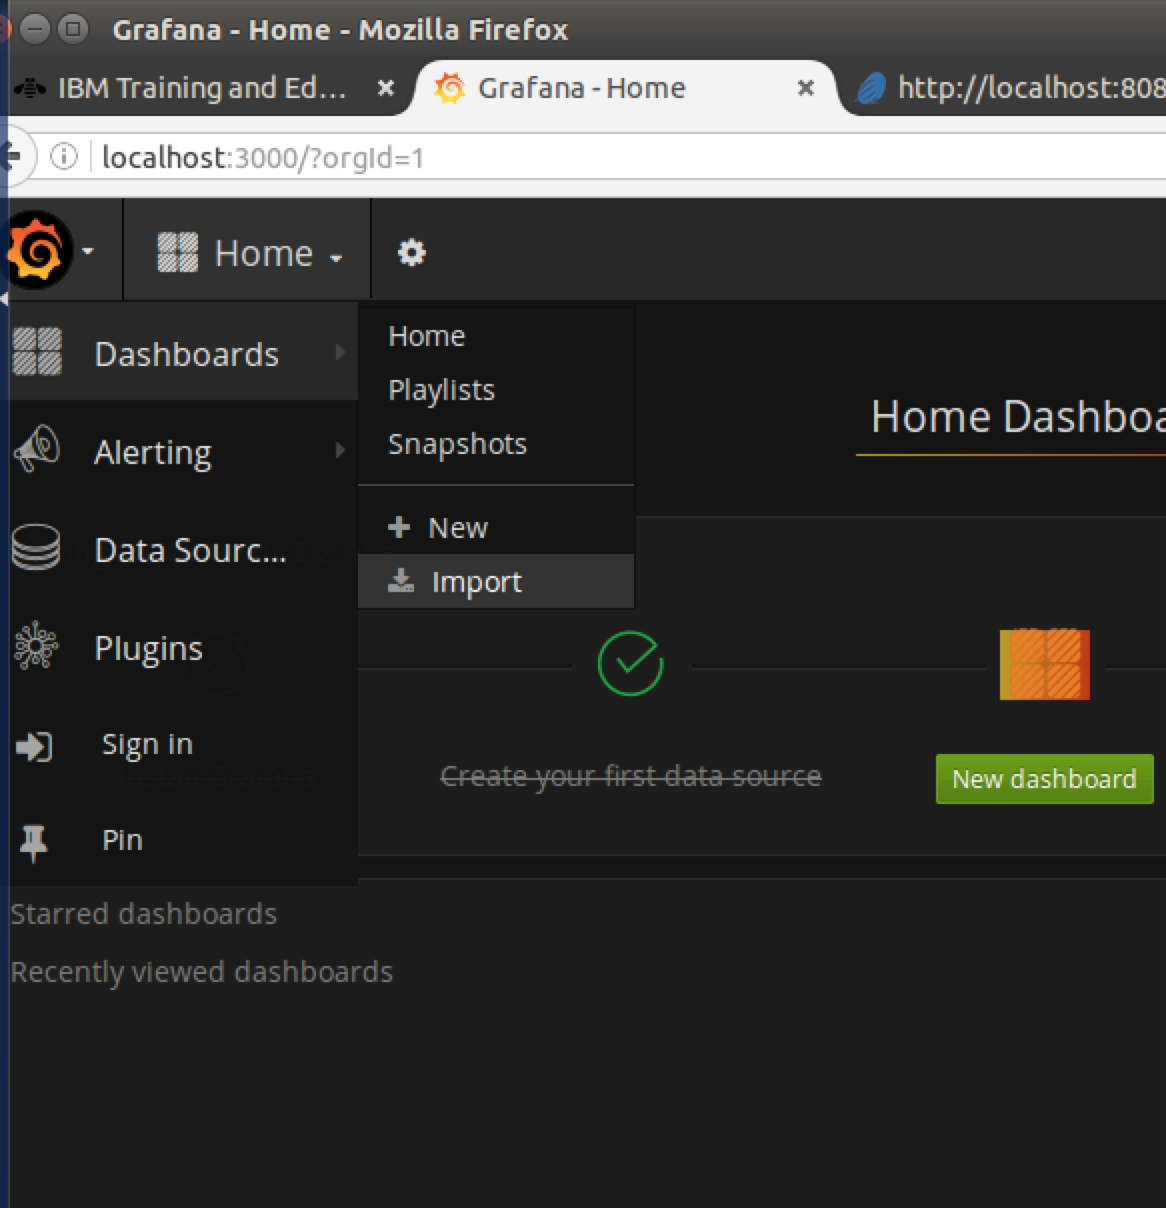 Grafana - Home - Mozilla Firefox
IBM Training and Ed...
Grafana - Home
http://localhost:808
localhost:3000/?orgId=1
Home
Dashboards
Alerting
Data Sourc...
Plugins
Sign in
Pin
Home
Playlists
Snapshots
New
Import
Home Dashboa
Create your first data source
New dashboard
Starred dashboards
Recently viewed dashboards